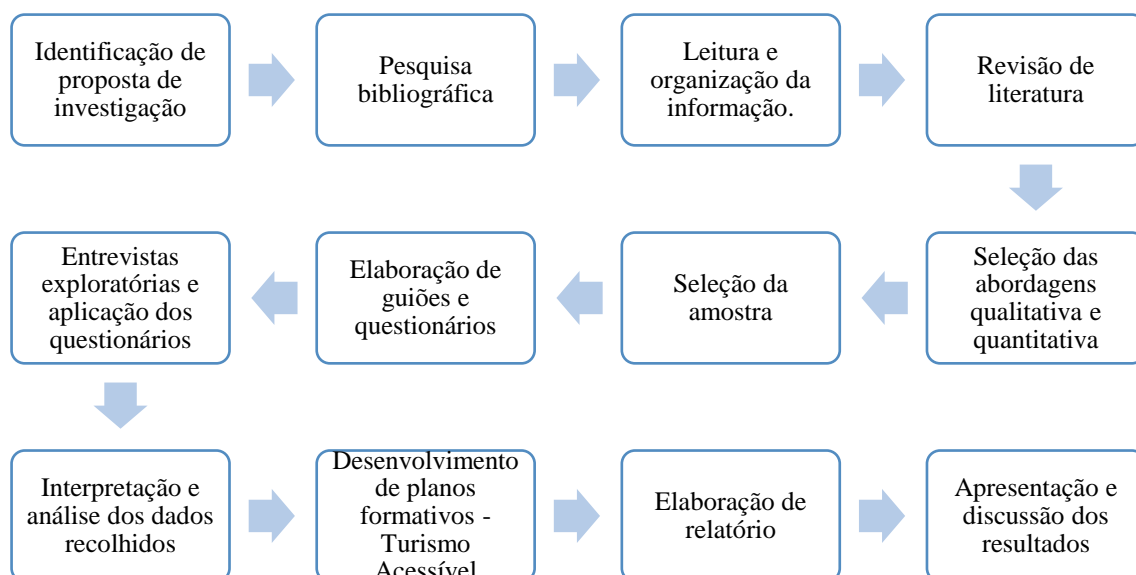 Identificação de
proposta de
investigação
Pesquisa
bibliográfica
Leitura e
organização da
informação.
Revisão de
literatura
Entrevistas
exploratórias e
aplicação dos
questionários
Elaboração de
guiões e
questionários
Seleção da
amostra
Seleção das
abordagens
qualitativa e
quantitativa
Interpretação e
análise dos dados
recolhidos
Desenvolvimento
de planos
formativos -
Turismo
Acessível
Elaboração de
relatório
Apresentação e
discussão dos
resultados